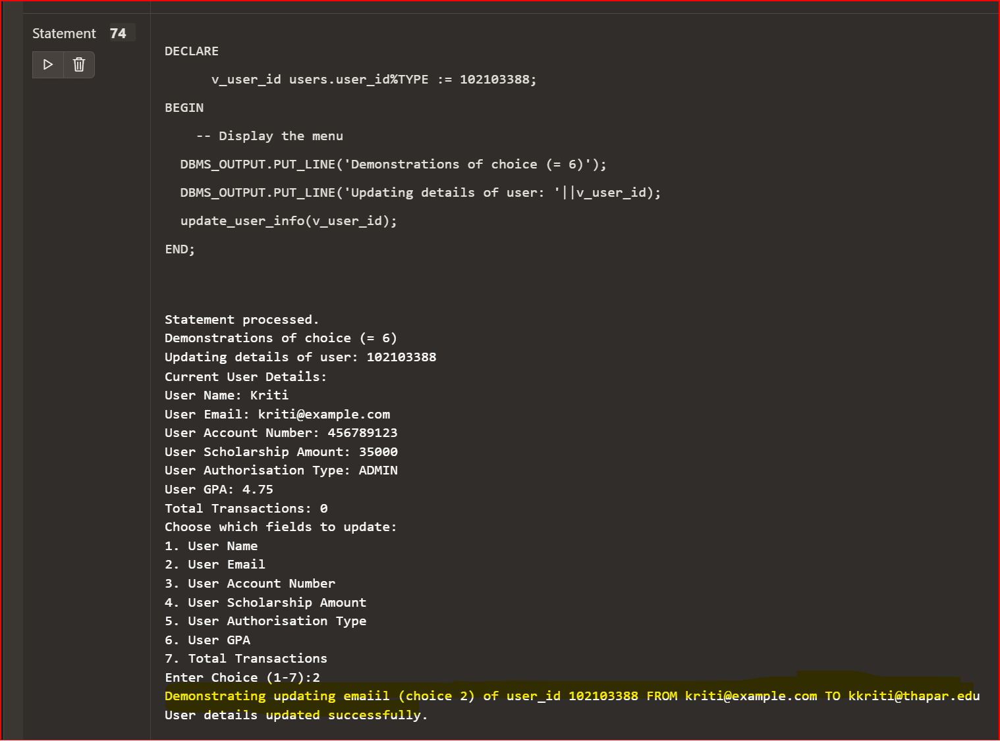 Statement 74
DECLARE
v_user_id users.user_id%TYPE := 102103388;
BEGIN
-- Display the menu
DBMS_OUTPUT.PUT_LINE('Demonstrations of choice (= 6)');
DBMS_OUTPUT.PUT_LINE('Updating details of user: '||v_user_id);
update_user_info(v_user_id);
END;
Statement processed.
Demonstrations of choice (= 6)
Updating details of user: 102103388
Current User Details:
User Name: Kriti
User Email: kriti@example.com
User Account Number: 456789123
User Scholarship Amount: 35000
User Authorisation Type: ADMIN
User GPA: 4.75
Total Transactions: 0
Choose which fields to update:
1. User Name
2. User Email
3. User Account Number
4. User Scholarship Amount
5. User Authorisation Type
6. User GPA
7. Total Transactions
Enter Choice (1-7):2
Demonstrating updating emaiil (choice 2) of user_id 102103388 FROM kriti@example.com TO kkriti@thapar.edu
User details updated successfully.